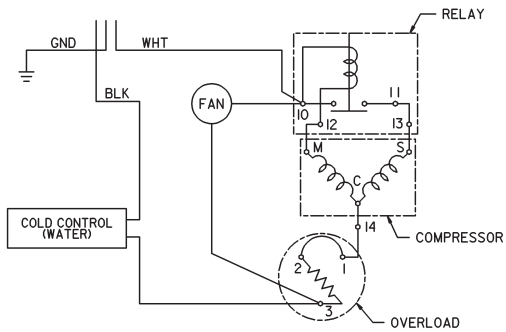 RELAY
GND
WHT
BLK
FAN
10
11
12
13
M
S
C
COLD CONTROL
(WATER)
14
COMPRESSOR
2
1
3
OVERLOAD